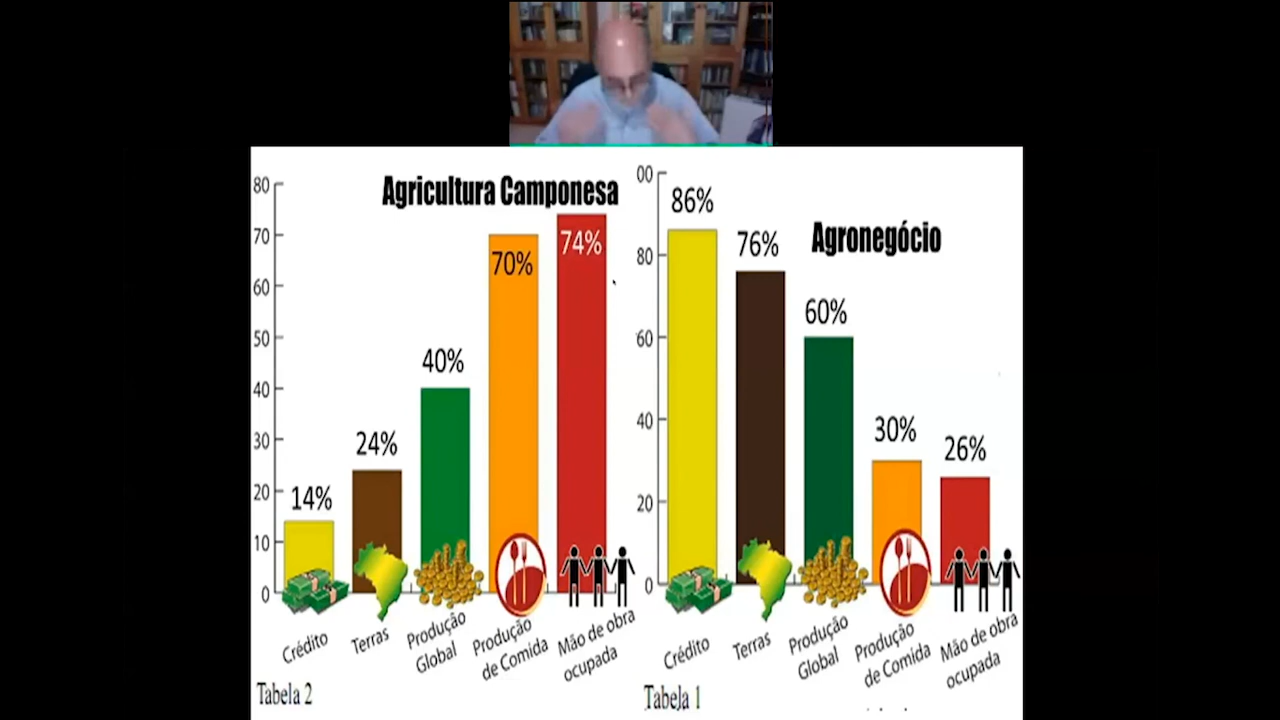 Agricultura Camponesa
80
70
60
50
40
30
20
10
0
14%
24%
40%
70%
74%
Crédito
Terras
Produção
Global
Produção
de Comida
Mão de obra
ocupada
Tabela 2
Agronegócio
00
80
60
40
20
0
86%
76%
60%
30%
26%
Crédito
Terras
Produção
Global
Produção
de Comida
Mão de obra
ocupada
Tabela 1